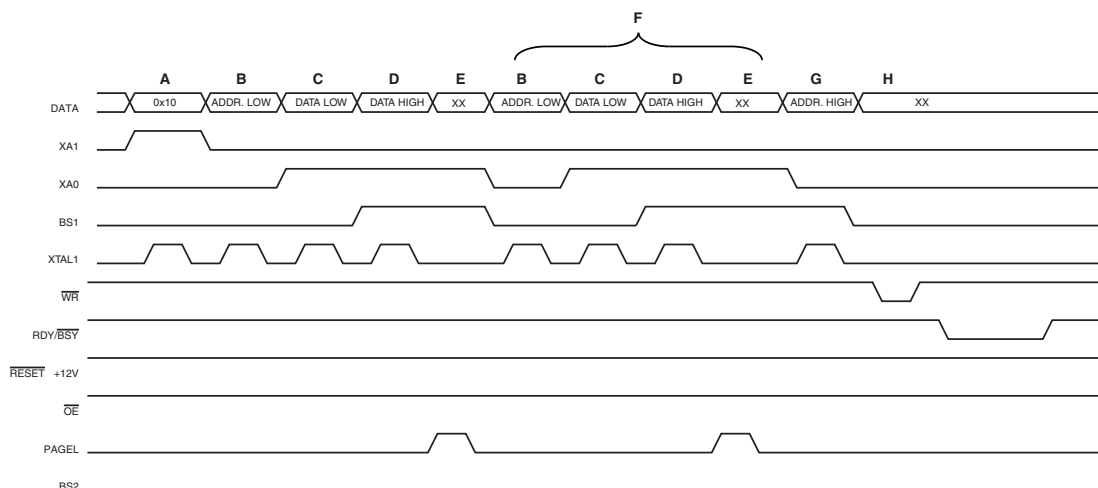 F
A B C D E B C D E G H
DATA 0x10 ADDR. LOW DATA LOW DATA HIGH XX ADDR. LOW DATA LOW DATA HIGH XX ADDR. HIGH XX
XA1
XA0
BS1
XTAL1
WR
RDY/BSY
RESET +12V
OE
PAGEL
BS2